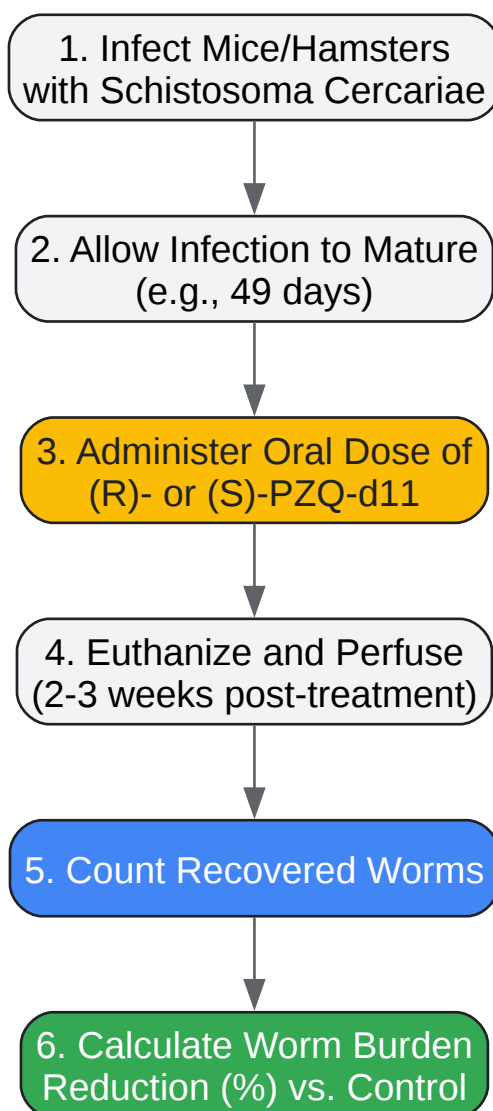 1. Infect Mice/Hamsters
with Schistosoma Cercariae
2. Allow Infection to Mature
(e.g., 49 days)
3. Administer Oral Dose of
(R)- or (S)-PZQ-d11
4. Euthanize and Perfuse
(2-3 weeks post-treatment)
5. Count Recovered Worms
6. Calculate Worm Burden
Reduction (%) vs. Control